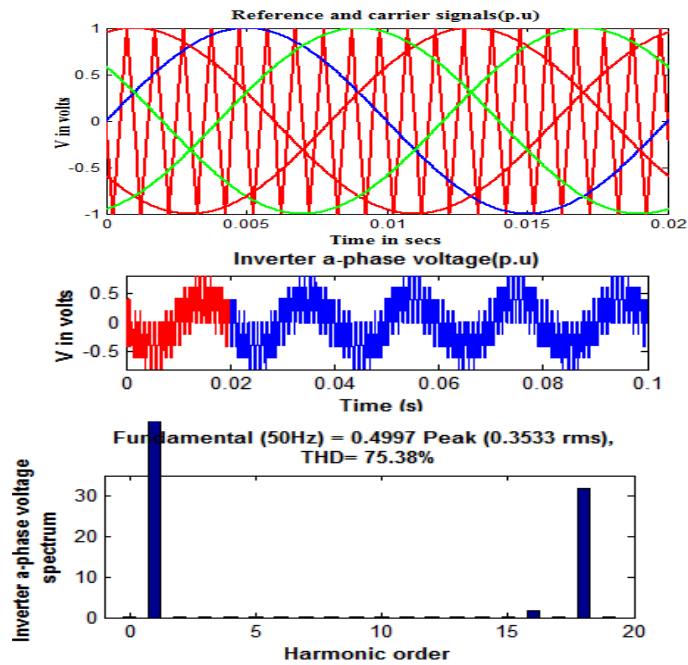 Reference and carrier signals(p.u)
V in volts
1
0.5
0
-0.5
-1
0
0.005
0.01
0.015
0.02
Time in secs
Inverter a-phase voltage(p.u)
V in volts
0.5
0
-0.5
0
0.02
0.04
0.06
0.08
0.1
Time (s)
Fundamental (50Hz) = 0.4997 Peak (0.3533 rms),
THD= 75.38%
Inverter a-phase voltage
spectrum
30
20
10
0
0
5
10
15
20
Harmonic order